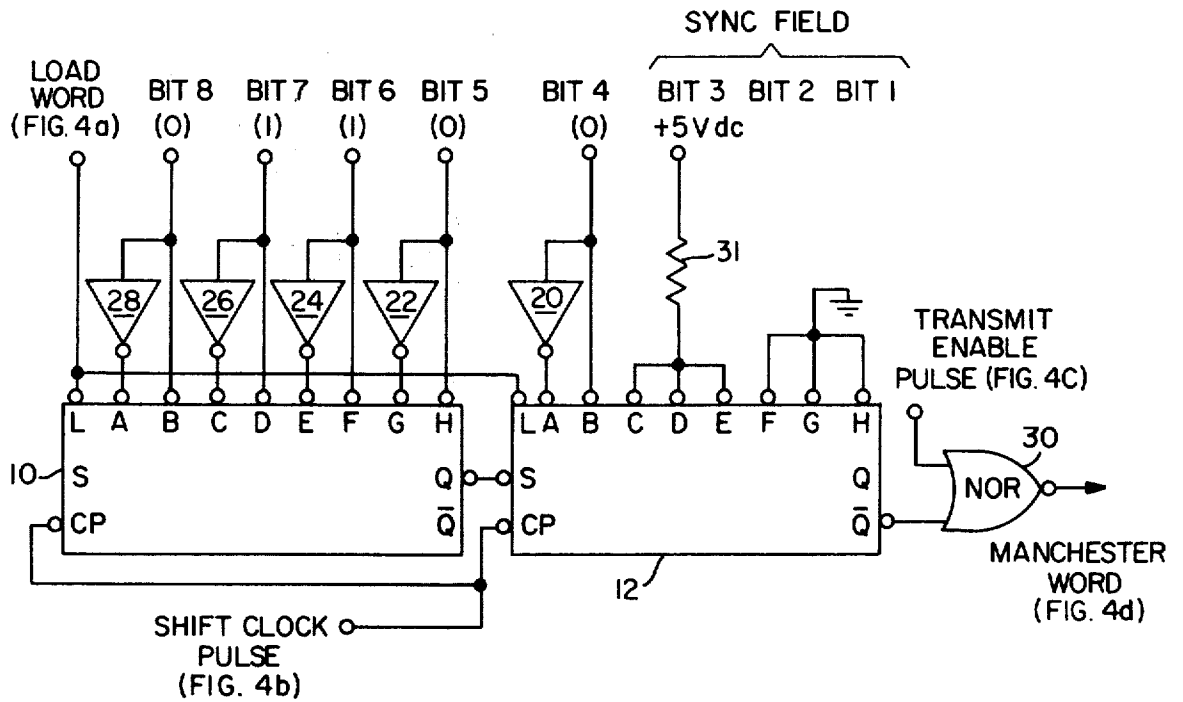 SYNC FIELD
LOAD WORD (FIG. 4a)
BIT 8 (0)
BIT 7 (1)
BIT 6 (1)
BIT 5 (0)
BIT 4 (0)
BIT 3 +5V dc
BIT 2
BIT 1
31
28
26
24
22
20
TRANSMIT ENABLE PULSE (FIG. 4C)
L A B C D E F G H
L A B C D E F G H
10
S
Q
S
Q
30
NOR
CP
Q̅
CP
Q̅
12
MANCHESTER WORD (FIG. 4d)
SHIFT CLOCK PULSE (FIG. 4b)